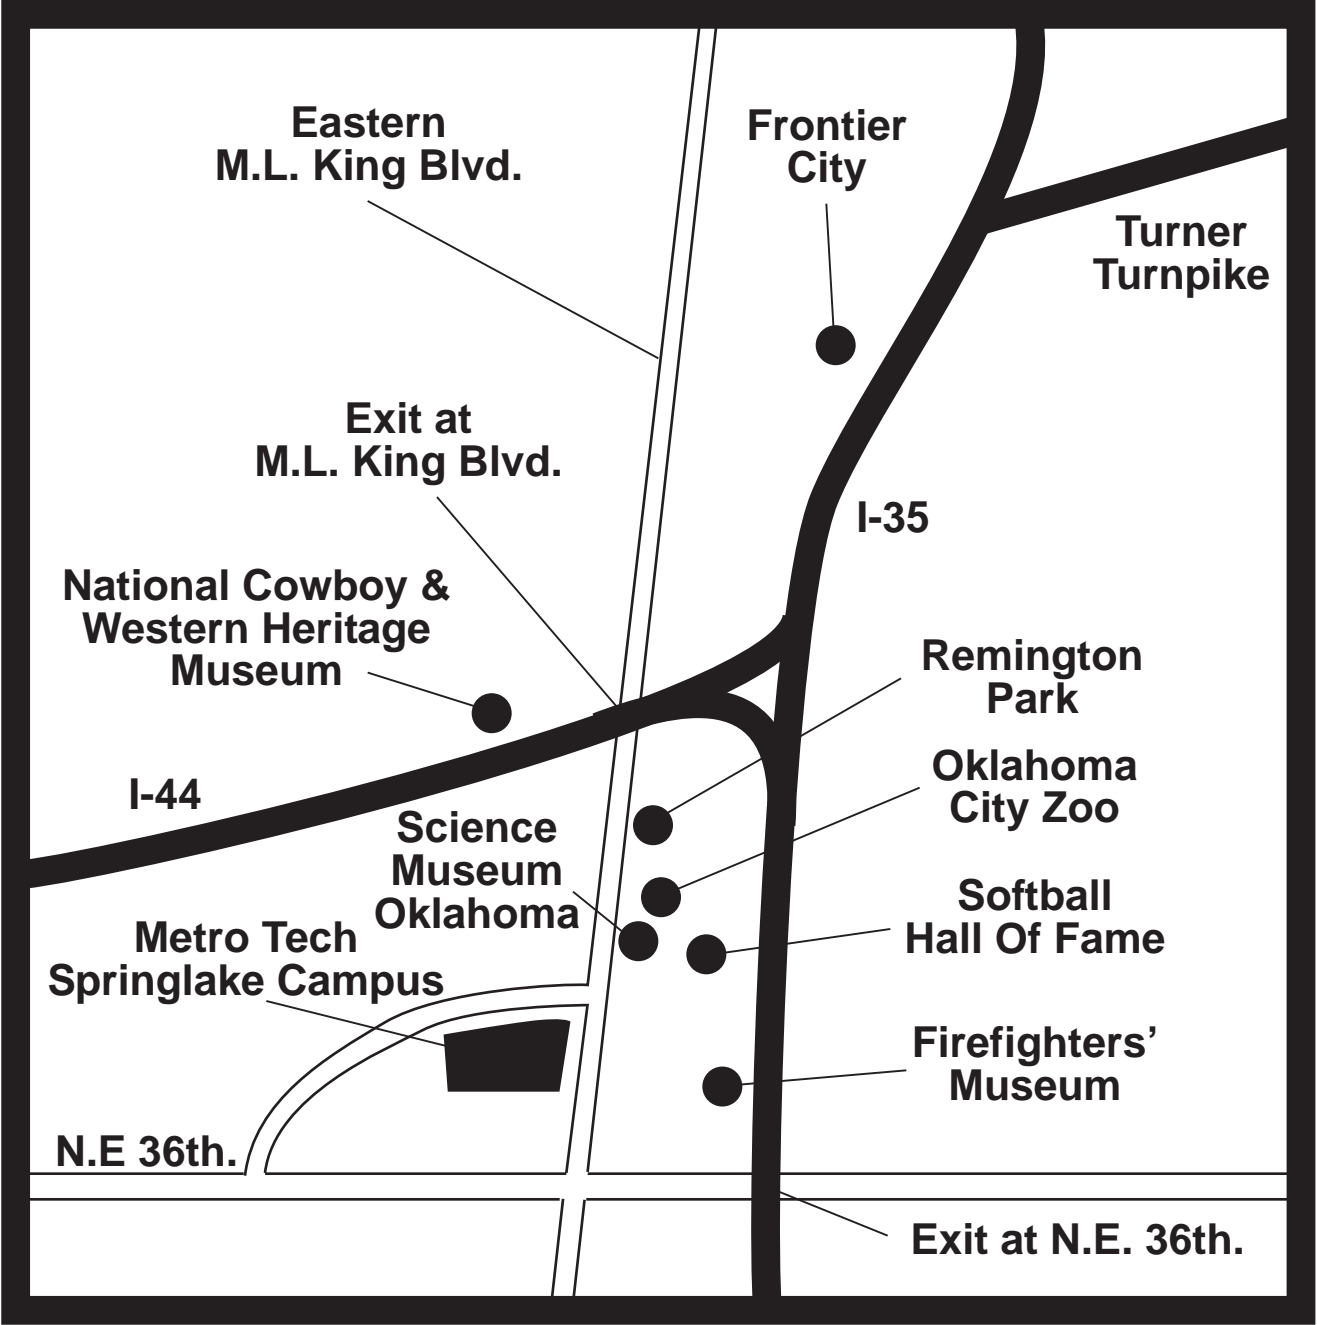 Eastern
M.L. King Blvd.
Frontier
City
Turner
Turnpike
Exit at
M.L. King Blvd.
I-35
National Cowboy &
Western Heritage
Museum
Remington
Park
I-44
Oklahoma
City Zoo
Science
Museum
Oklahoma
Softball
Hall Of Fame
Metro Tech
Springlake Campus
Firefighters’
Museum
N.E 36th.
Exit at N.E. 36th.